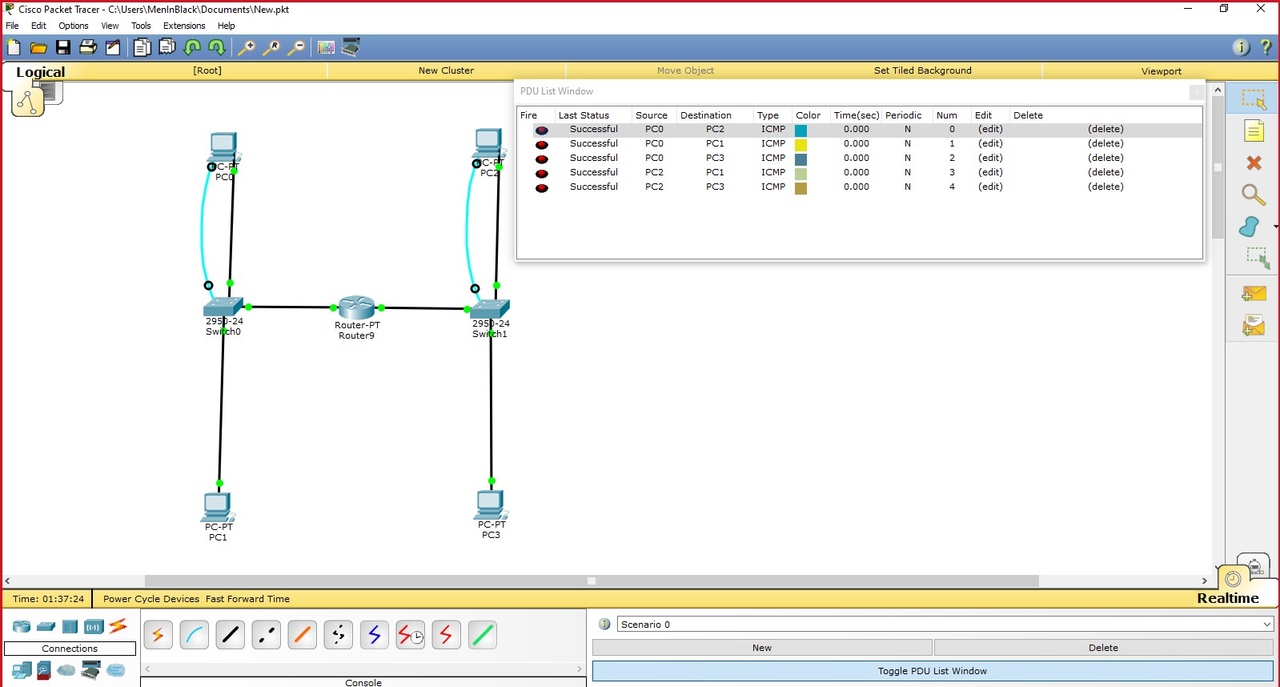 Cisco Packet Tracer - C:\Users\MenInBlack\Documents\New.pkt
File Edit Options View Tools Extensions Help
Logical [Root] New Cluster Move Object Set Tiled Background Viewport
PDU List Window
Fire Last Status Source Destination Type Color Time(sec) Periodic Num Edit Delete
Successful PC0 PC2 ICMP 0.000 N 0 (edit) (delete)
Successful PC0 PC1 ICMP 0.000 N 1 (edit) (delete)
Successful PC0 PC3 ICMP 0.000 N 2 (edit) (delete)
Successful PC2 PC1 ICMP 0.000 N 3 (edit) (delete)
Successful PC2 PC3 ICMP 0.000 N 4 (edit) (delete)
PC-PT
PC0
PC-PT
PC2
2950-24
Switch0
Router-PT
Router9
2950-24
Switch1
PC-PT
PC1
PC-PT
PC3
Realtime
Time: 01:37:24 Power Cycle Devices Fast Forward Time
Scenario 0
Connections
New Delete
Toggle PDU List Window
Console